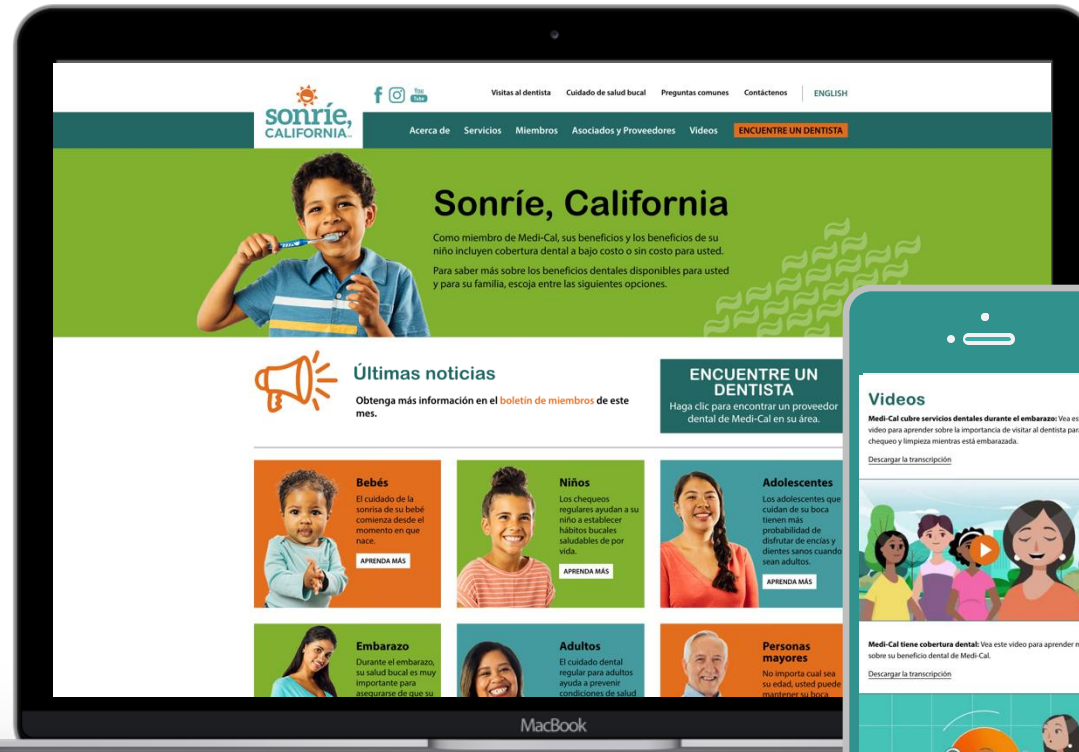 You
Tube
Visitas al dentista Cuidado de salud bucal Preguntas comunes Contáctenos ENGLISH
sonríe,
CALIFORNIA
Acerca de Servicios Miembros Asociados y Proveedores Videos ENCUENTRE UN DENTISTA
Sonríe, California
Como miembro de Medi-Cal, sus beneficios y los beneficios de su
niño incluyen cobertura dental a bajo costo o sin costo para usted.
Para saber más sobre los beneficios dentales disponibles para usted
y para su familia, escoja entre las siguientes opciones.
Últimas noticias
Obtenga más información en el boletín de miembros de este
mes.
ENCUENTRE UN
DENTISTA
Haga clic para encontrar un proveedor
dental de Medi-Cal en su área.
Bebés
El cuidado de la
sonrisa de su bebé
comienza desde el
momento en que
nace.
APRENDA MÁS
Niños
Los chequeos
regulares ayudan a su
niño a establecer
hábitos bucales
saludables de por
vida.
APRENDA MÁS
Adolescentes
Los adolescentes que
cuidan de su boca
tienen más
probabilidad de
disfrutar de encías y
dientes sanos cuando
sean adultos.
APRENDA MÁS
Embarazo
Durante el embarazo,
su salud bucal es muy
importante para
asegurarse de que su
Adultos
El cuidado dental
regular para adultos
ayuda a prevenir
condiciones de salud
Personas
mayores
No importa cual sea
su edad, usted puede
mantener su boca
MacBook
Videos
Medi-Cal cubre servicios dentales durante el embarazo: Vea es
video para aprender sobre la importancia de visitar al dentista par
chequeo y limpieza mientras está embarazada.
Descargar la transcripción
Medi-Cal tiene cobertura dental: Vea este video para aprender
sobre su beneficio dental de Medi-Cal.
Descargar la transcripción